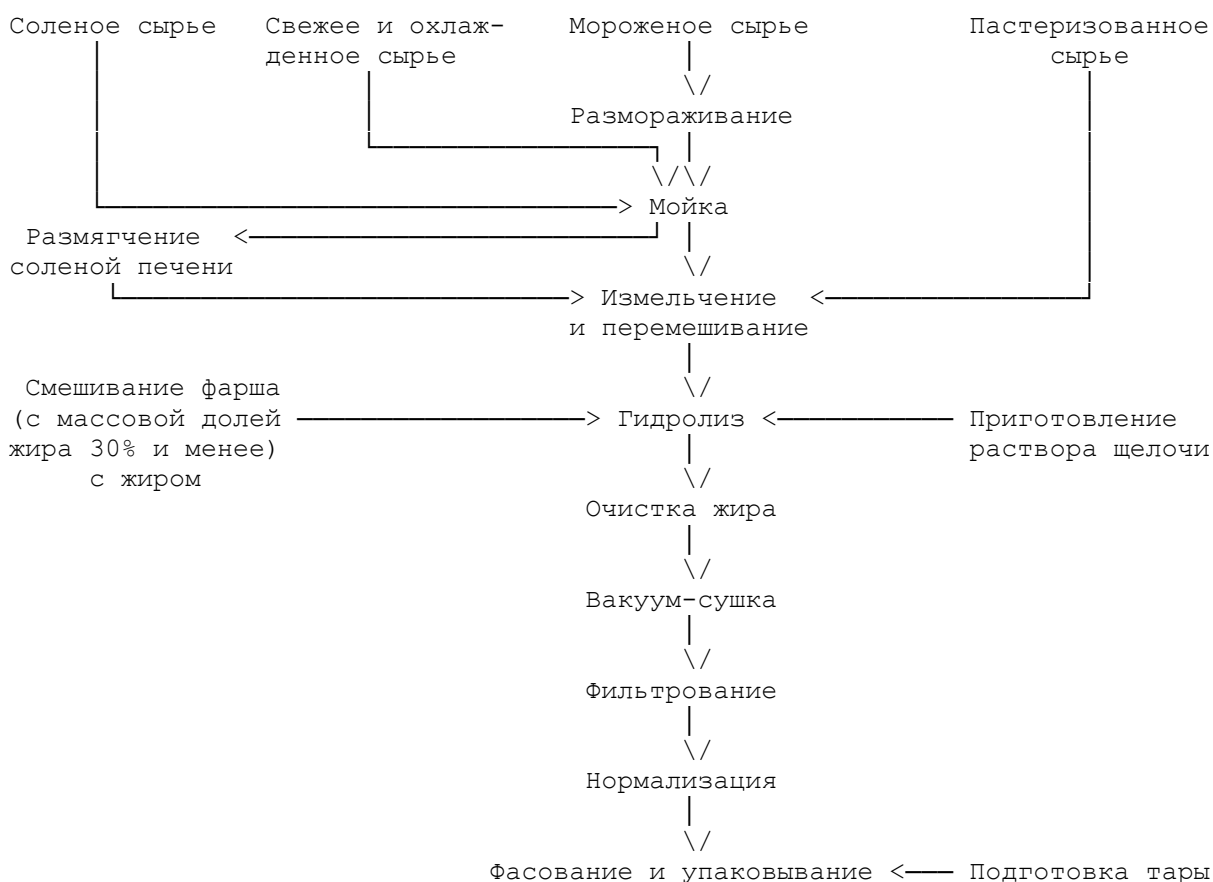 Соленое сырье Свежее и охлаж- Мороженое сырье Пастеризованное
денное сырье сырье
Размораживание
Мойка
Размягчение
соленой печени
Измельчение
и перемешивание
Смешивание фарша
(с массовой долей Гидролиз Приготовление
жира 30% и менее) раствора щелочи
с жиром
Очистка жира
Вакуум-сушка
Фильтрование
Нормализация
Фасование и упаковывание Подготовка тары